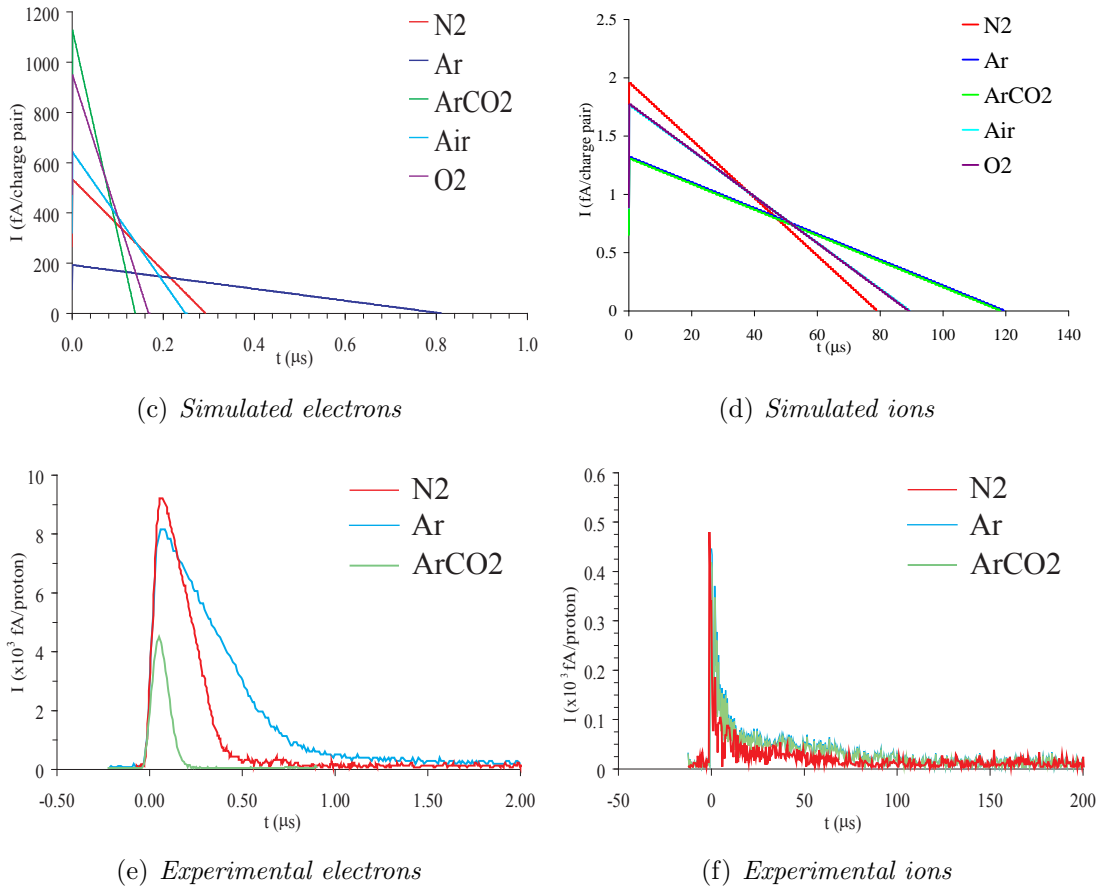 1200
1000
800
600
400
200
0
I (fA/charge pair)
0.0
0.2
0.4
0.6
0.8
1.0
t (μs)
N2
Ar
ArCO2
Air
O2
(c) Simulated electrons
2.5
2
1.5
1
0.5
0
I (fA/charge pair)
0
20
40
60
80
100
120
140
t (μs)
N2
Ar
ArCO2
Air
O2
(d) Simulated ions
10
8
6
4
2
0
I (x10³ fA/proton)
-0.50
0.00
0.50
1.00
1.50
2.00
t (μs)
N2
Ar
ArCO2
(e) Experimental electrons
0.6
0.5
0.4
0.3
0.2
0.1
0
I (x10³ fA/proton)
-50
0
50
100
150
200
t (μs)
N2
Ar
ArCO2
(f) Experimental ions